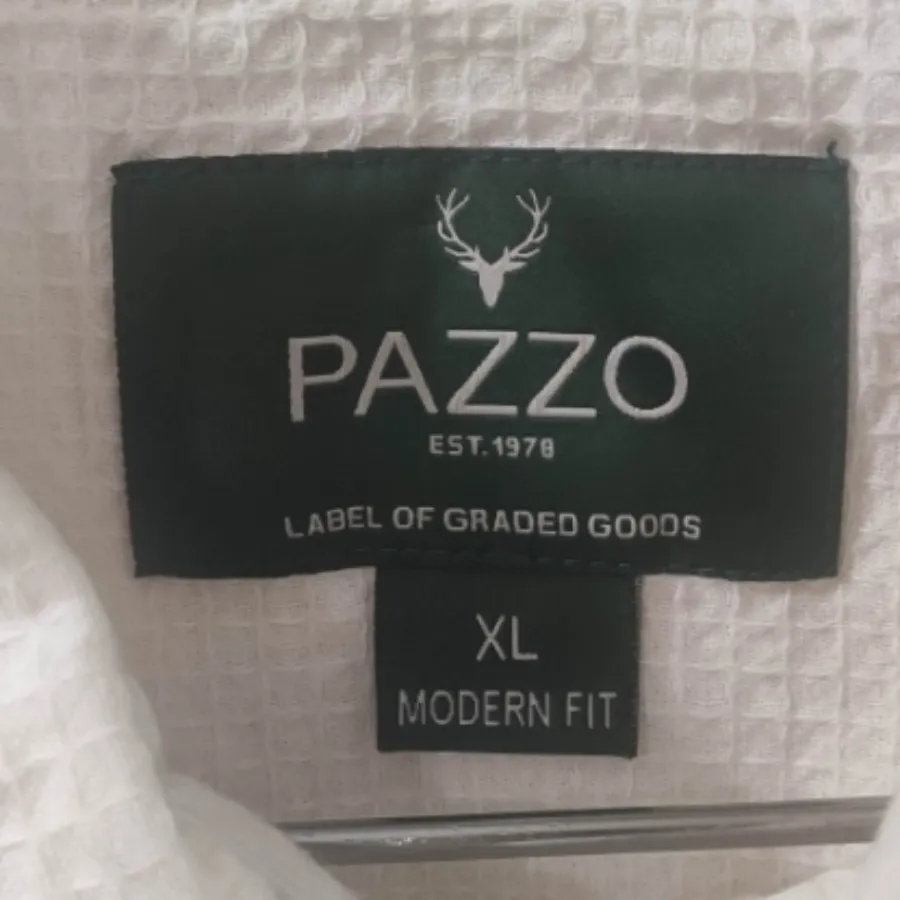 PAZZO
EST.1978
LABEL OF GRADED GOODS
XL
MODERN FIT